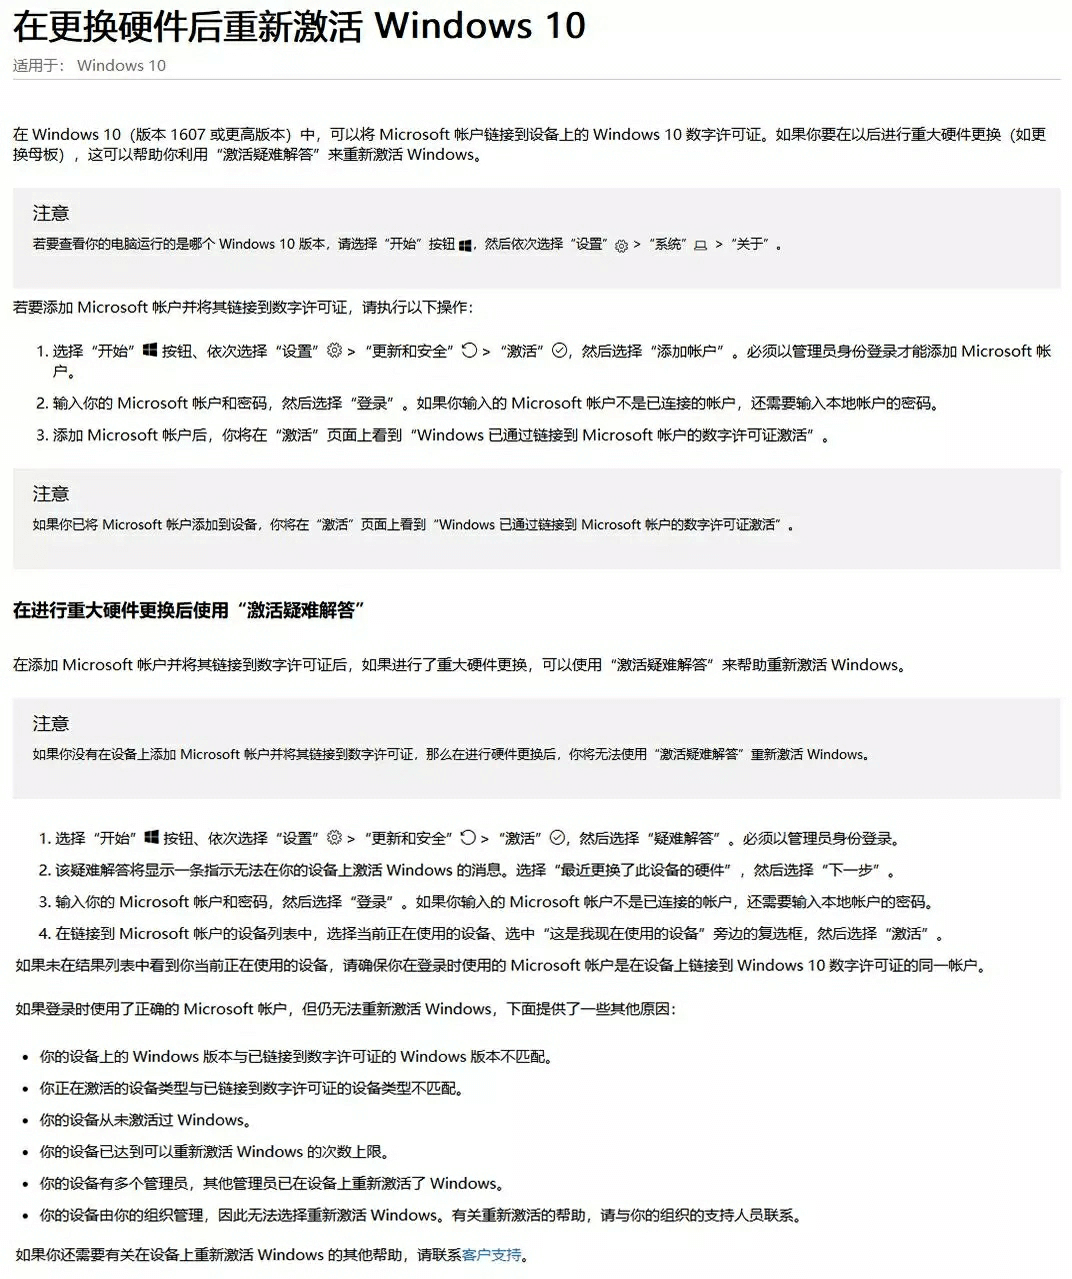 在更换硬件后重新激活 Windows 10
适用于： Windows 10
在 Windows 10（版本 1607 或更高版本）中，可以将 Microsoft 帐户链接到设备上的 Windows 10 数字许可证。如果你要在以后进行重大硬件更换（如更
换母板），这可以帮助你利用“激活疑难解答”来重新激活 Windows。
注意
若要查看你的电脑运行的是哪个 Windows 10 版本，请选择“开始”按钮，然后依次选择“设置” > “系统” > “关于”。
若要添加 Microsoft 帐户并将其链接到数字许可证，请执行以下操作：
1. 选择“开始” 按钮、依次选择“设置” > “更新和安全” > “激活”，然后选择“添加帐户”。必须以管理员身份登录才能添加 Microsoft 帐
户。
2. 输入你的 Microsoft 帐户和密码，然后选择“登录”。如果你输入的 Microsoft 帐户不是已连接的帐户，还需要输入本地帐户的密码。
3. 添加 Microsoft 帐户后，你将在“激活”页面上看到“Windows 已通过链接到 Microsoft 帐户的数字许可证激活”。
注意
如果你已将 Microsoft 帐户添加到设备，你将在“激活”页面上看到“Windows 已通过链接到 Microsoft 帐户的数字许可证激活”。
在进行重大硬件更换后使用“激活疑难解答”
在添加 Microsoft 帐户并将其链接到数字许可证后，如果进行了重大硬件更换，可以使用“激活疑难解答”来帮助重新激活 Windows。
注意
如果你没有在设备上添加 Microsoft 帐户并将其链接到数字许可证，那么在进行硬件更换后，你将无法使用“激活疑难解答”重新激活 Windows。
1. 选择“开始” 按钮、依次选择“设置” > “更新和安全” > “激活”，然后选择“疑难解答”。必须以管理员身份登录。
2. 该疑难解答将显示一条指示无法在你的设备上激活 Windows 的消息。选择“最近更换了此设备的硬件”，然后选择“下一步”。
3. 输入你的 Microsoft 帐户和密码，然后选择“登录”。如果你输入的 Microsoft 帐户不是已连接的帐户，还需要输入本地帐户的密码。
4. 在链接到 Microsoft 帐户的设备列表中，选择当前正在使用的设备、选中“这是我现在使用的设备”旁边的复选框，然后选择“激活”。
如果未在结果列表中看到你当前正在使用的设备，请确保你在登录时使用的 Microsoft 帐户是在设备上链接到 Windows 10 数字许可证的同一帐户。
如果登录时使用了正确的 Microsoft 帐户，但仍无法重新激活 Windows，下面提供了一些其他原因：
• 你的设备上的 Windows 版本与已链接到数字许可证的 Windows 版本不匹配。
• 你正在激活的设备类型与已链接到数字许可证的设备类型不匹配。
• 你的设备从未激活过 Windows。
• 你的设备已达到可以重新激活 Windows 的次数上限。
• 你的设备有多个管理员，其他管理员已在设备上重新激活了 Windows。
• 你的设备由你的组织管理，因此无法选择重新激活 Windows。有关重新激活的帮助，请与你的组织的支持人员联系。
如果你还需要有关在设备上重新激活 Windows 的其他帮助，请联系客户支持。